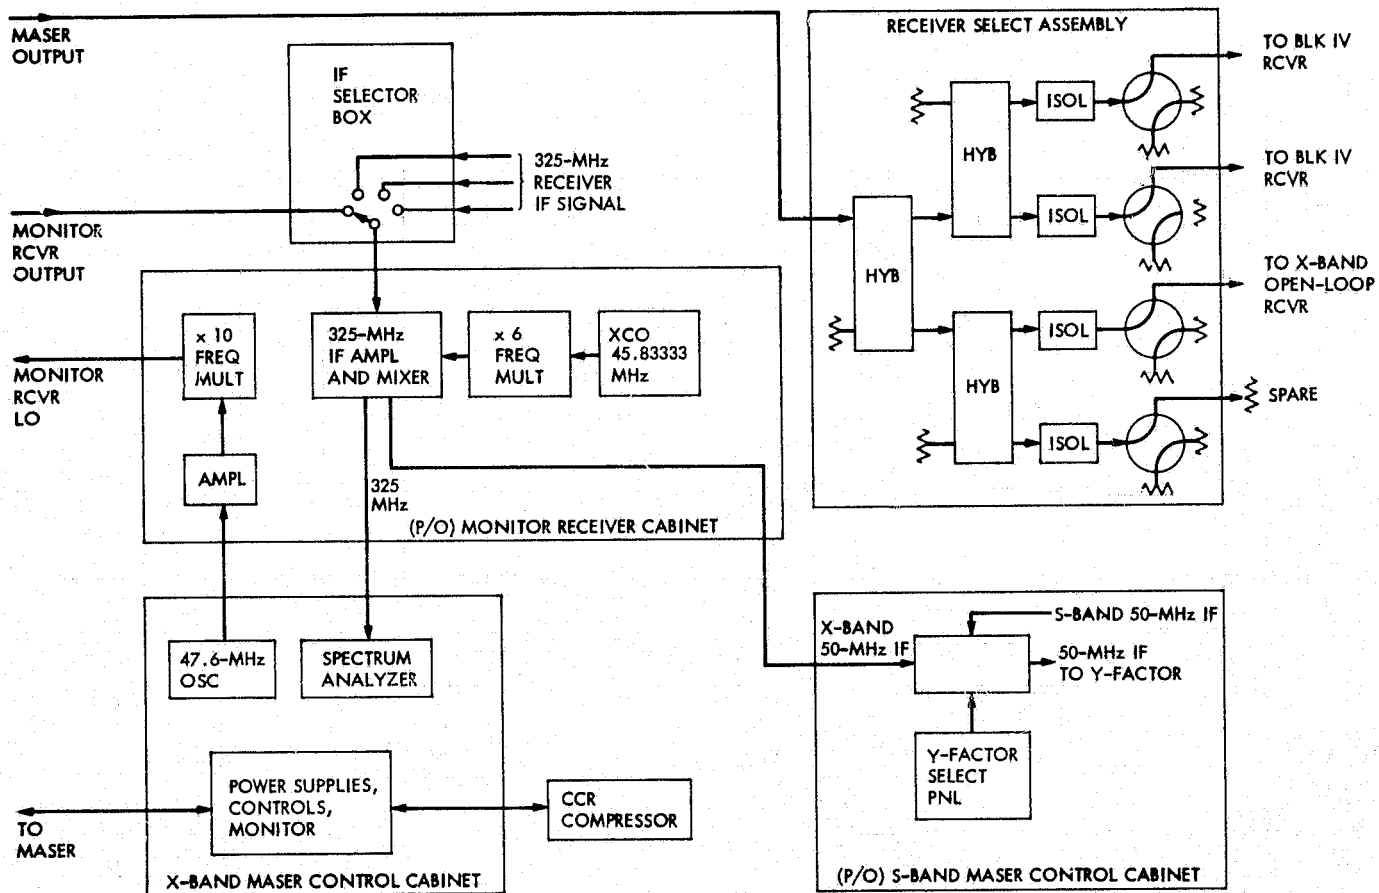 MASER
OUTPUT
IF
SELECTOR
BOX
325-MHz
RECEIVER
IF SIGNAL
MONITOR
RCVR
OUTPUT
RECEIVER SELECT ASSEMBLY
TO BLK IV
RCVR
ISOL
HYB
TO BLK IV
RCVR
ISOL
HYB
TO X-BAND
OPEN-LOOP
RCVR
ISOL
HYB
SPARE
ISOL
x 10
FREQ
MULT
325-MHz
IF AMPL
AND MIXER
x 6
FREQ
MULT
XCO
45.83333
MHz
MONITOR
RCVR
LO
AMPL
325
MHz
(P/O) MONITOR RECEIVER CABINET
47.6-MHz
OSC
SPECTRUM
ANALYZER
POWER SUPPLIES,
CONTROLS,
MONITOR
CCR
COMPRESSOR
TO
MASER
X-BAND MASER CONTROL CABINET
X-BAND
50-MHz IF
S-BAND 50-MHz IF
50-MHz IF
TO Y-FACTOR
Y-FACTOR
SELECT
PNL
(P/O) S-BAND MASER CONTROL CABINET